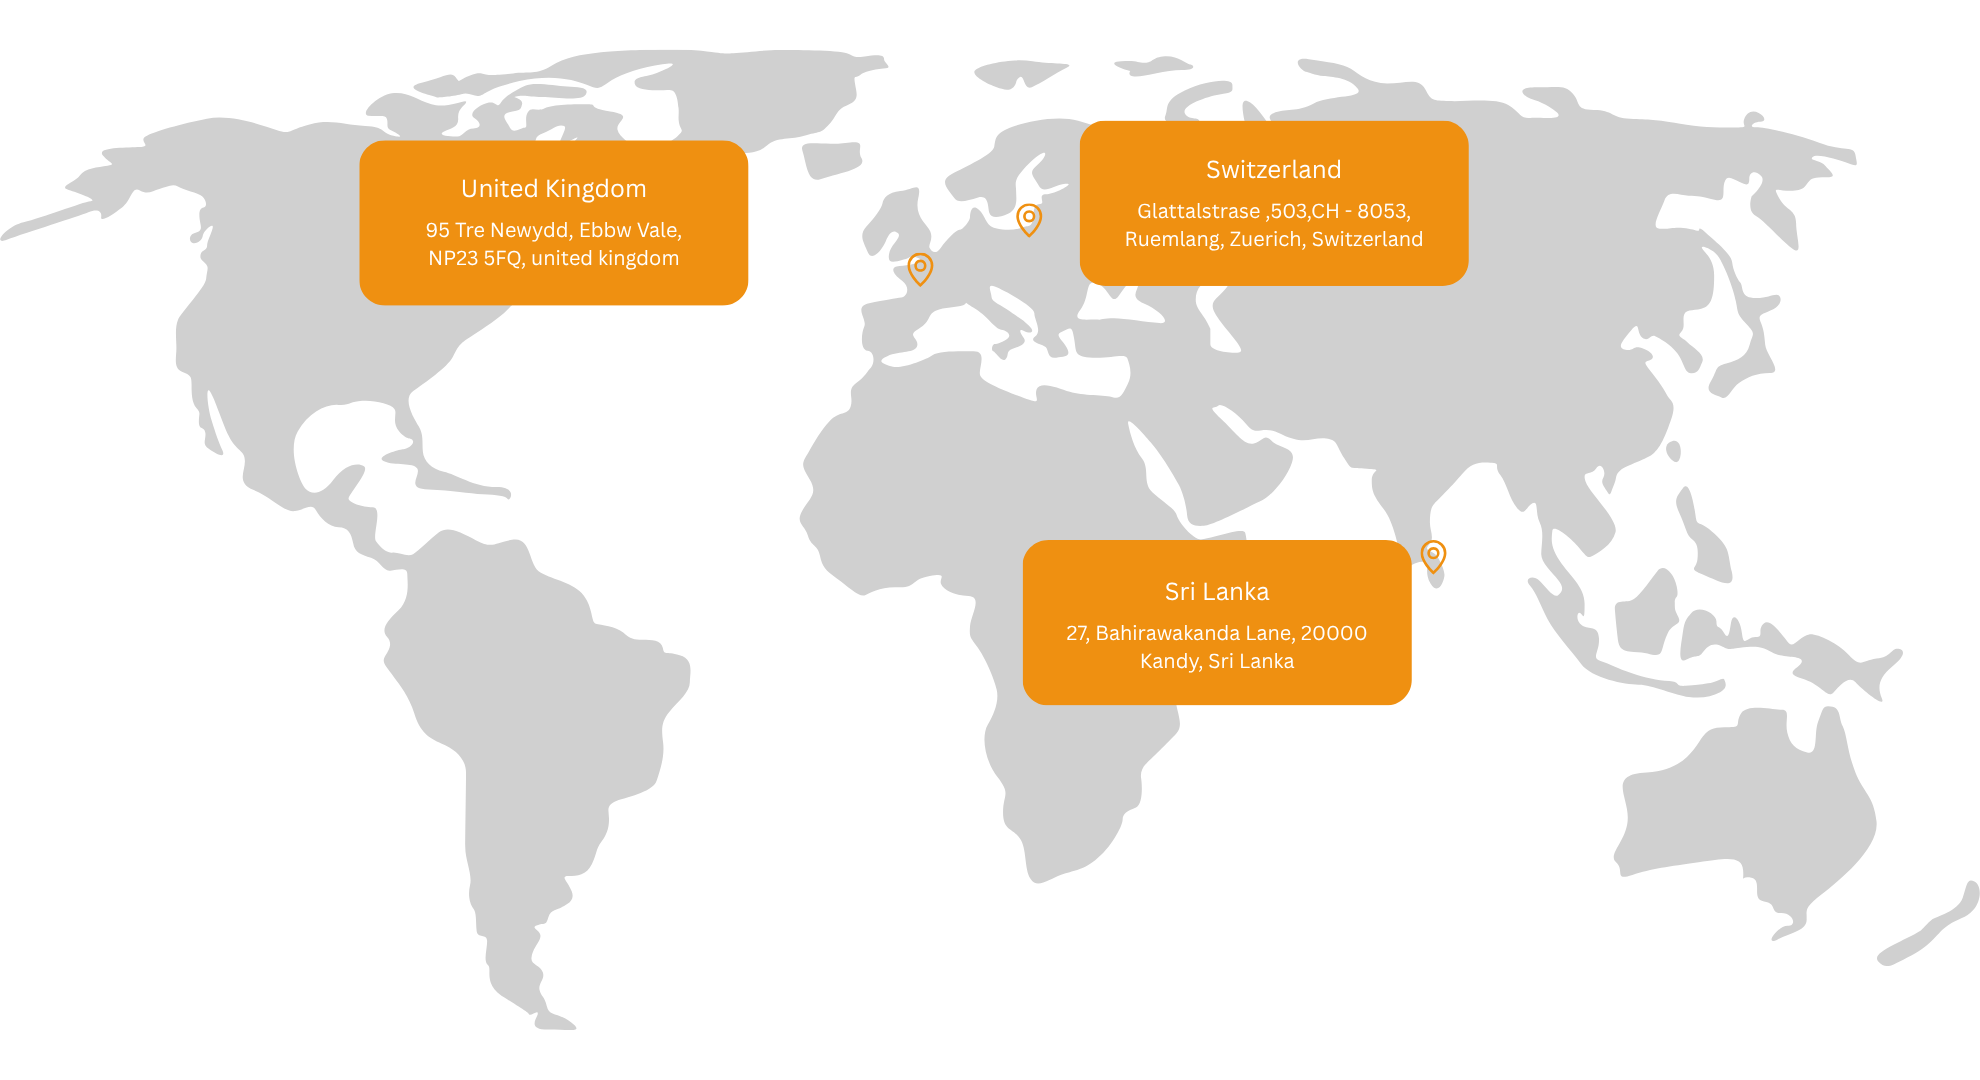 United Kingdom
95 Tre Newydd, Ebbw Vale,
NP23 5FQ, united kingdom
Switzerland
Glattalstrase ,503,CH - 8053,
Ruemlang, Zuerich, Switzerland
Sri Lanka
27, Bahirawakanda Lane, 20000
Kandy, Sri Lanka